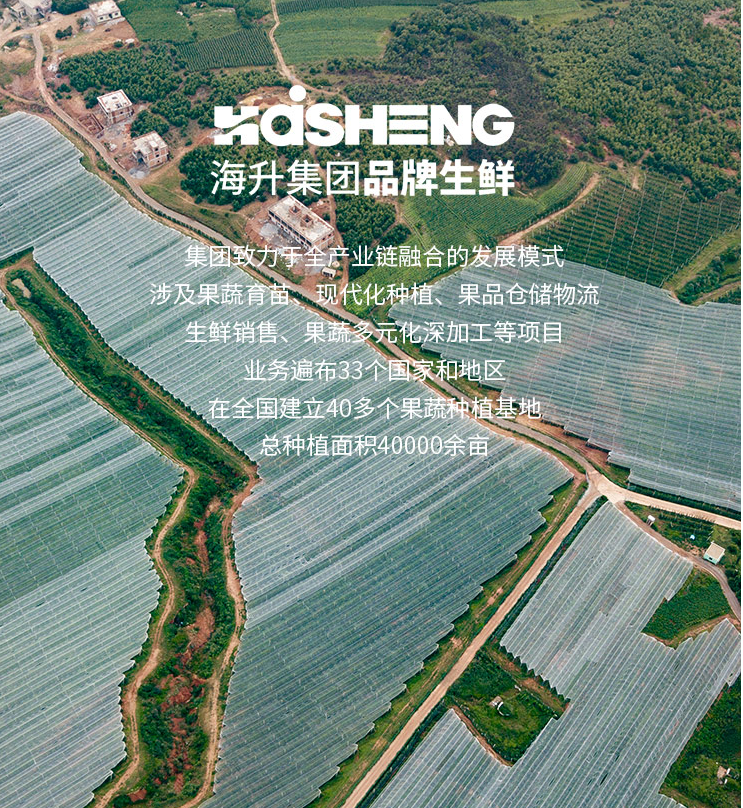 HAISHENG
海升集团品牌生鲜
集团致力于全产业链融合的发展模式
涉及果蔬育苗、现代化种植、果品仓储物流
生鲜销售、果蔬多元化深加工等项目
业务遍布33个国家和地区
在全国建立40多个果蔬种植基地
总种植面积40000余亩